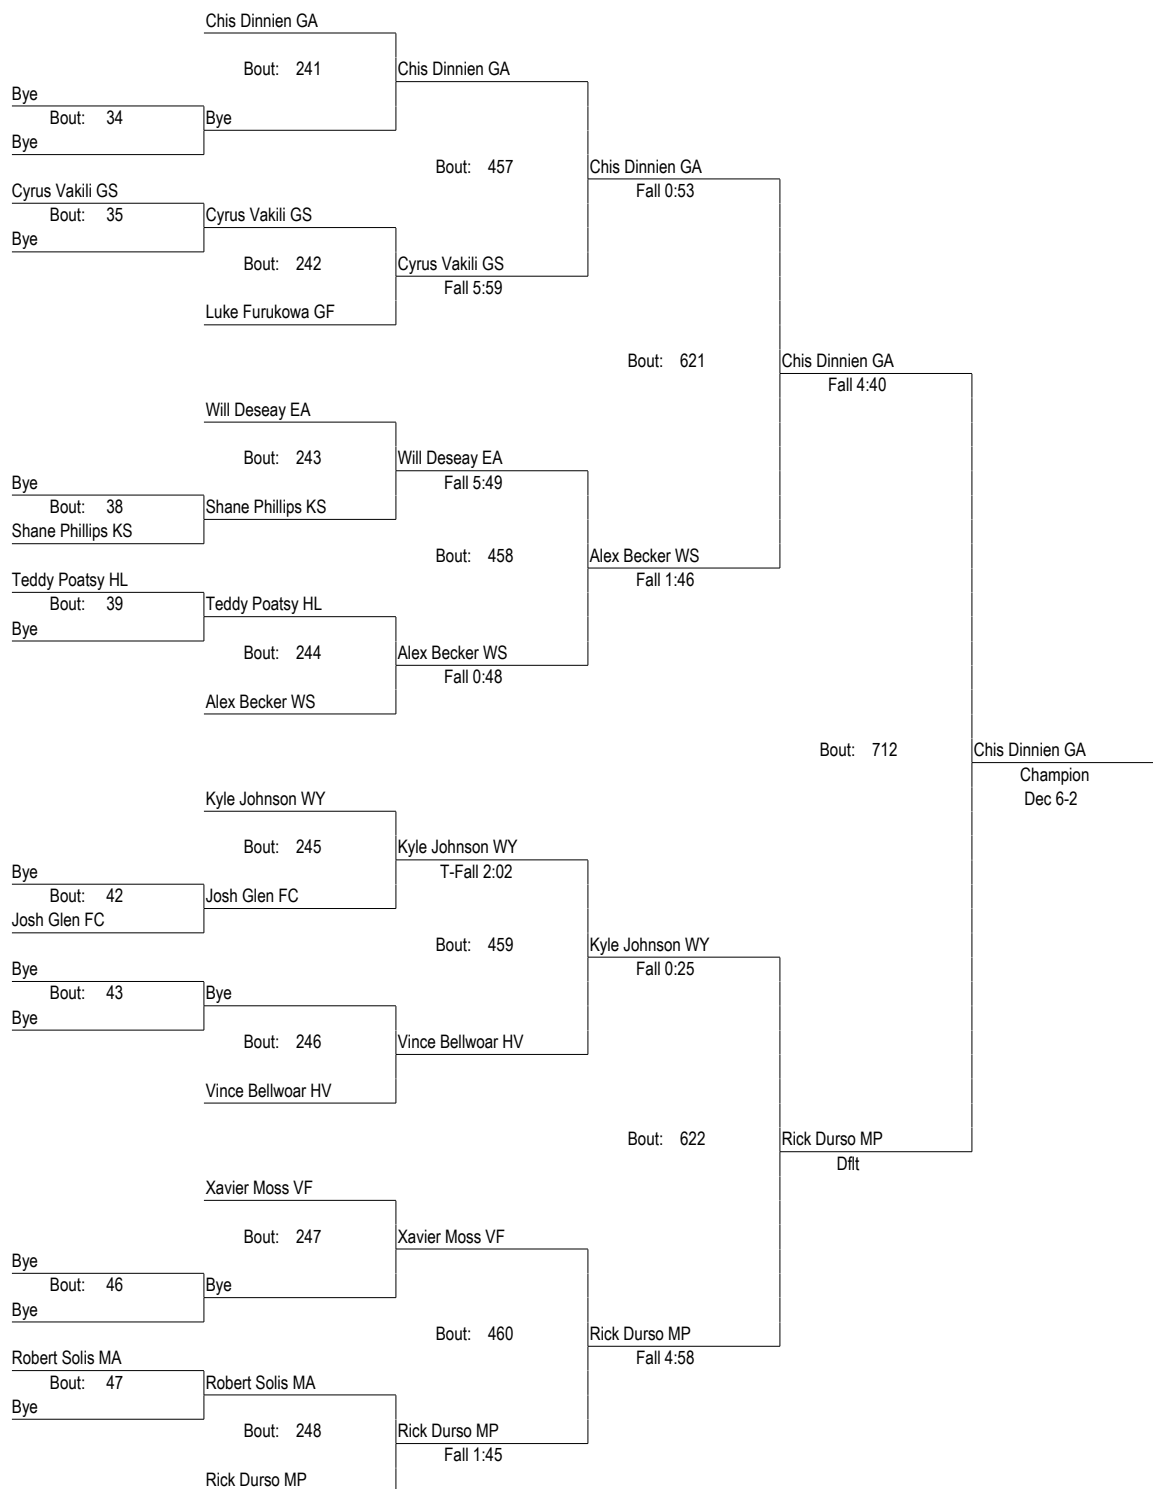 Chis Dinnien GA
Bout: 241
Chis Dinnien GA
Bye
Bout: 34
Bye
Bye
Bout: 457
Chis Dinnien GA
Fall 0:53
Cyrus Vakili GS
Bout: 35
Cyrus Vakili GS
Bye
Bout: 242
Cyrus Vakili GS
Fall 5:59
Luke Furukowa GF
Bout: 621
Chis Dinnien GA
Fall 4:40
Will Deseay EA
Bout: 243
Will Deseay EA
Fall 5:49
Bye
Bout: 38
Shane Phillips KS
Shane Phillips KS
Bout: 458
Alex Becker WS
Fall 1:46
Teddy Poatsy HL
Bout: 39
Teddy Poatsy HL
Bye
Bout: 244
Alex Becker WS
Fall 0:48
Alex Becker WS
Bout: 712
Chis Dinnien GA
Champion
Dec 6-2
Kyle Johnson WY
Bout: 245
Kyle Johnson WY
T-Fall 2:02
Bye
Bout: 42
Josh Glen FC
Josh Glen FC
Bout: 459
Kyle Johnson WY
Fall 0:25
Bye
Bout: 43
Bye
Bye
Bout: 246
Vince Bellwoar HV
Vince Bellwoar HV
Bout: 622
Rick Durso MP
Dflt
Xavier Moss VF
Bout: 247
Xavier Moss VF
Bye
Bout: 46
Bye
Bye
Bout: 460
Rick Durso MP
Fall 4:58
Robert Solis MA
Bout: 47
Robert Solis MA
Bye
Bout: 248
Rick Durso MP
Fall 1:45
Rick Durso MP